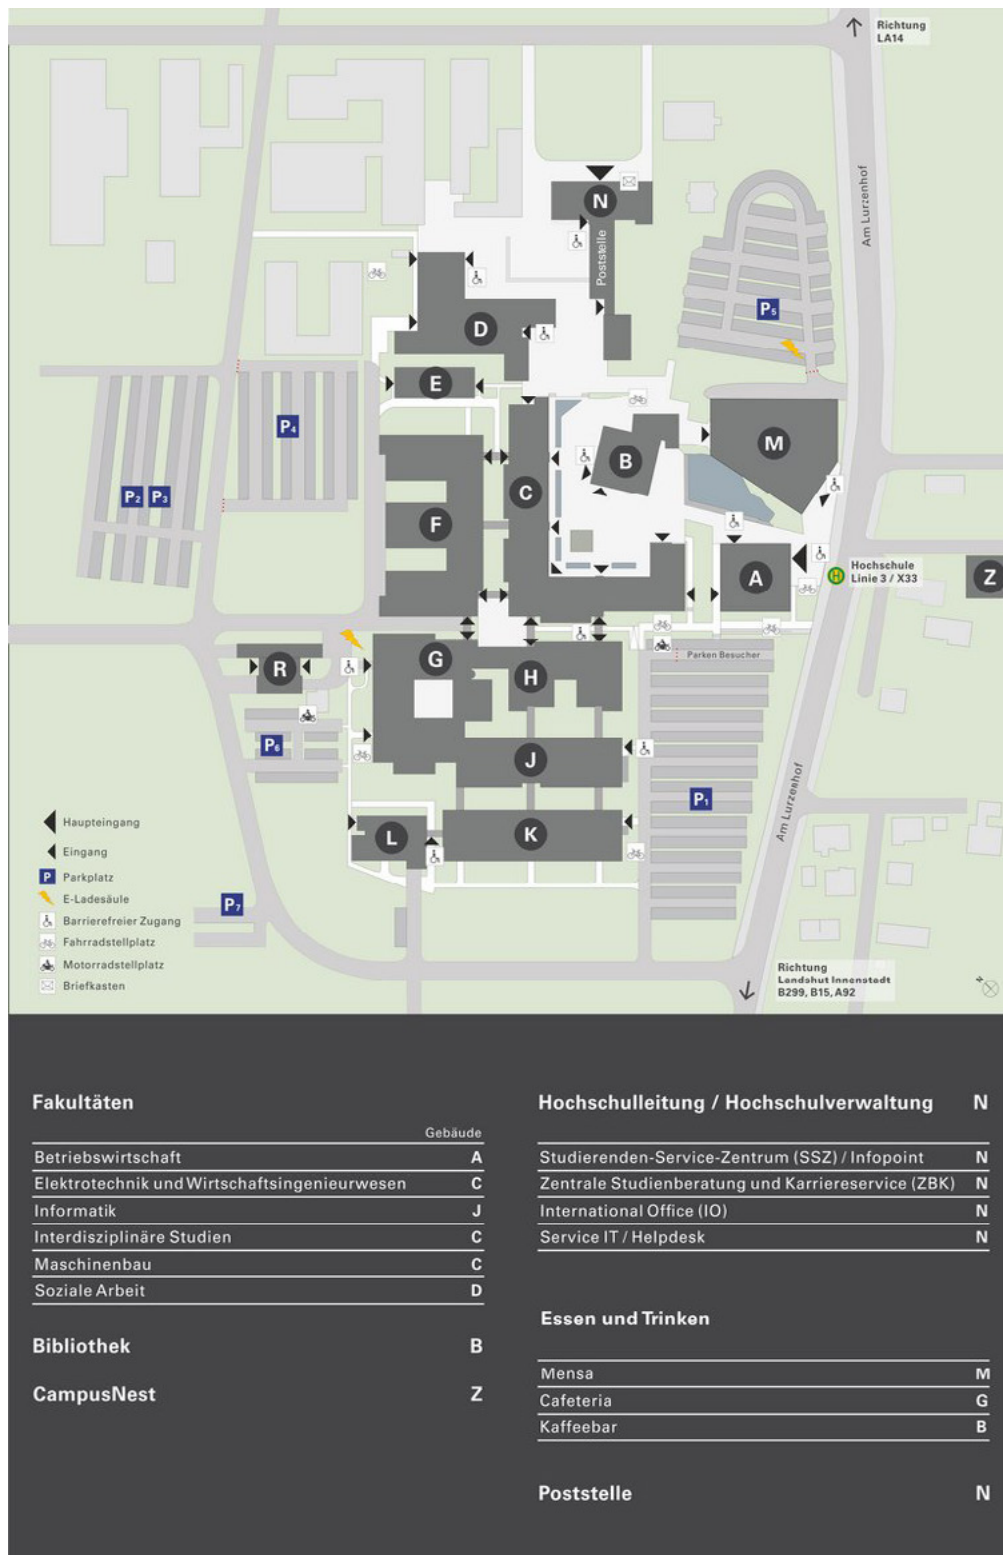 Richtung
LA14
Am Lurzenhof
N
Poststelle
P5
D
E
P4
M
B
C
P2
P3
F
A
Z
H
Hochschule
Linie 3 / X33
G
R
H
Parken Besucher
P6
J
P1
Am Lurzenhof
K
L
P7
Haupteingang
Eingang
P Parkplatz
E-Ladesäule
Barrierefreier Zugang
Fahrradstellplatz
Motorradstellplatz
Briefkasten
Richtung
Landshut Innenstadt
B299, B15, A92
Fakultäten
Gebäude
Betriebswirtschaft A
Elektrotechnik und Wirtschaftsingenieurwesen C
Informatik J
Interdisziplinäre Studien C
Maschinenbau C
Soziale Arbeit D
Bibliothek B
CampusNest Z
Hochschulleitung / Hochschulverwaltung N
Studierenden-Service-Zentrum (SSZ) / Infopoint N
Zentrale Studienberatung und Karriereservice (ZBK) N
International Office (IO) N
Service IT / Helpdesk N
Essen und Trinken
Mensa M
Cafeteria G
Kaffeebar B
Poststelle N